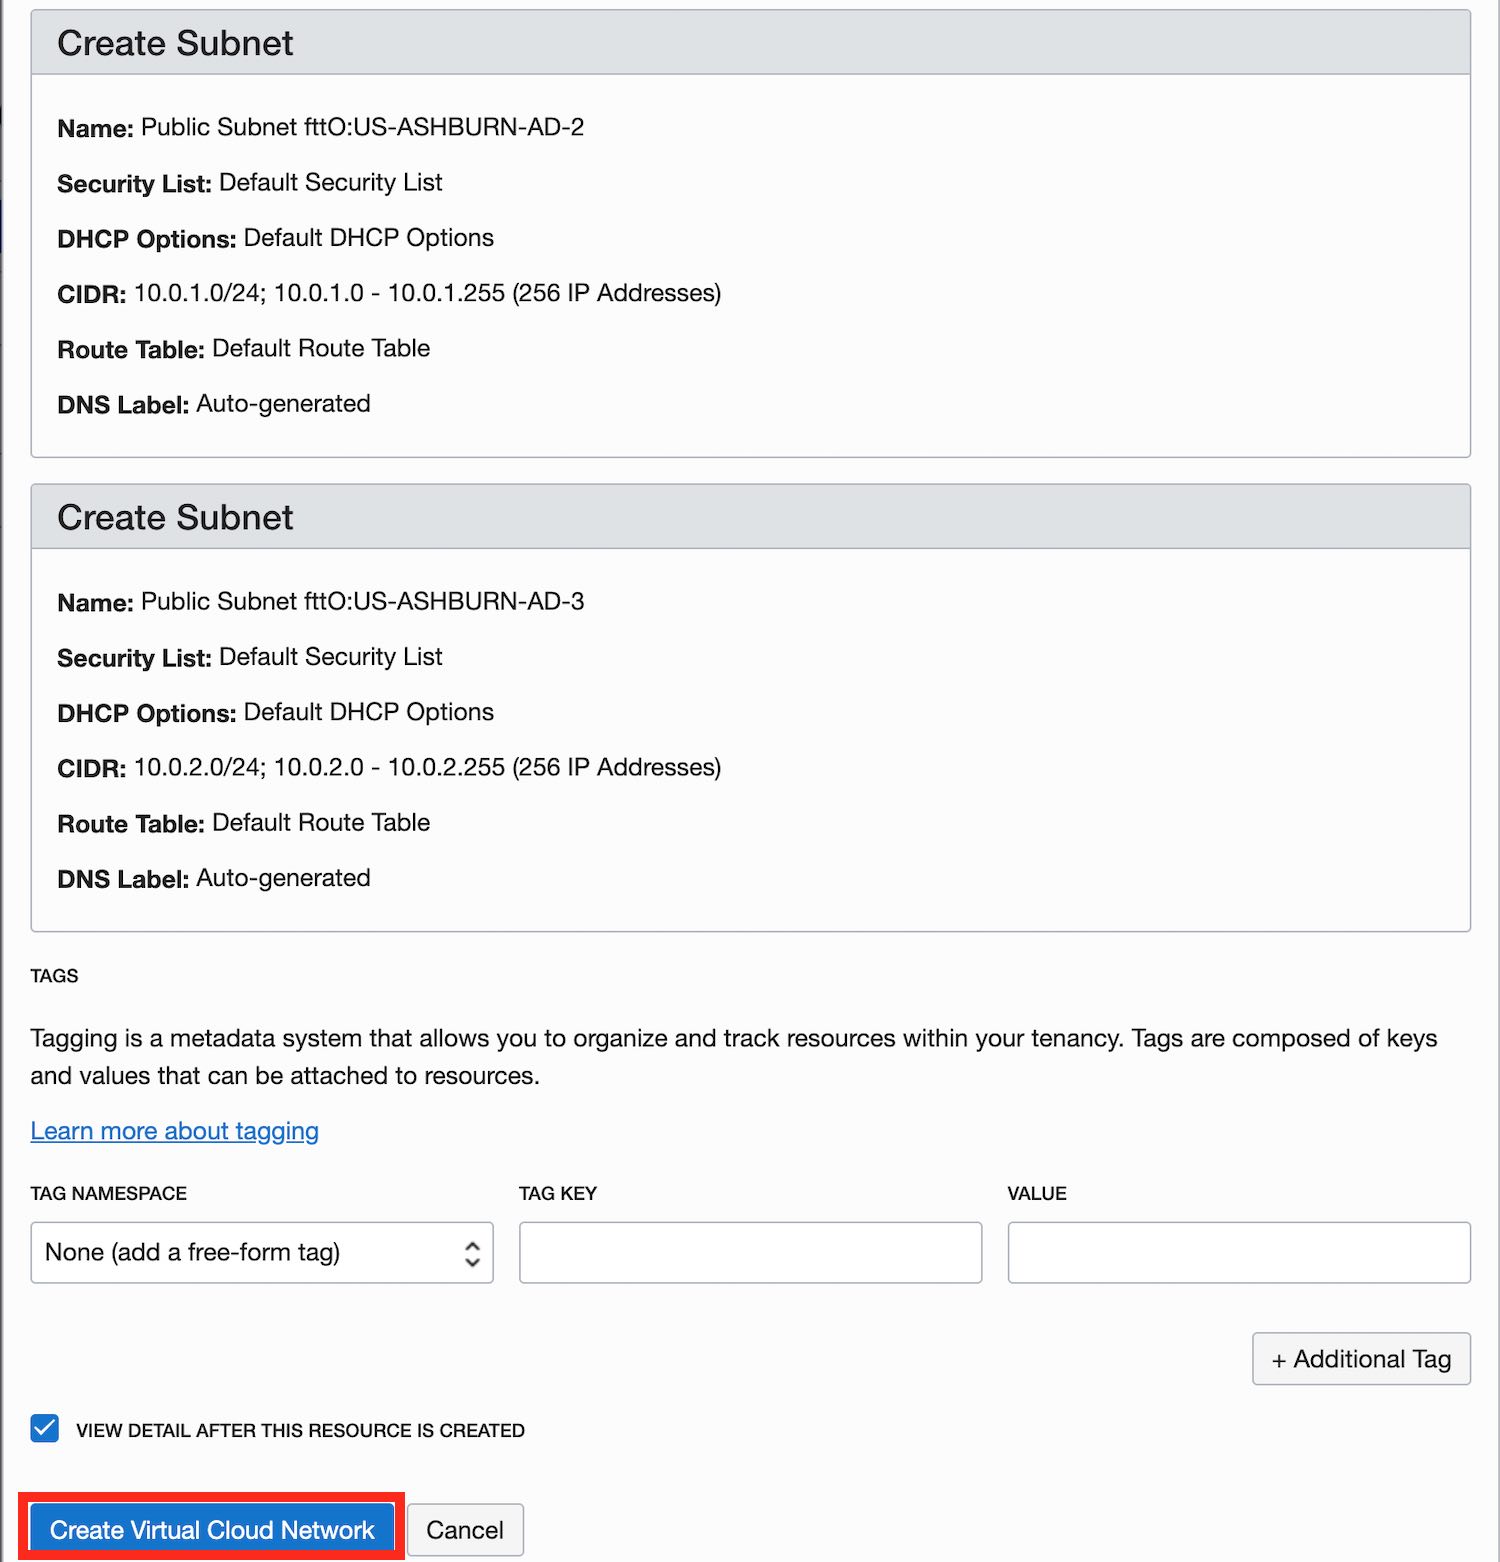 Create Subnet
Name: Public Subnet fttO:US-ASHBURN-AD-2
Security List: Default Security List
DHCP Options: Default DHCP Options
CIDR: 10.0.1.0/24; 10.0.1.0 - 10.0.1.255 (256 IP Addresses)
Route Table: Default Route Table
DNS Label: Auto-generated
Create Subnet
Name: Public Subnet fttO:US-ASHBURN-AD-3
Security List: Default Security List
DHCP Options: Default DHCP Options
CIDR: 10.0.2.0/24; 10.0.2.0 - 10.0.2.255 (256 IP Addresses)
Route Table: Default Route Table
DNS Label: Auto-generated
TAGS
Tagging is a metadata system that allows you to organize and track resources within your tenancy. Tags are composed of keys
and values that can be attached to resources.
Learn more about tagging
TAG NAMESPACE TAG KEY VALUE
None (add a free-form tag)
+ Additional Tag
VIEW DETAIL AFTER THIS RESOURCE IS CREATED
Create Virtual Cloud Network Cancel